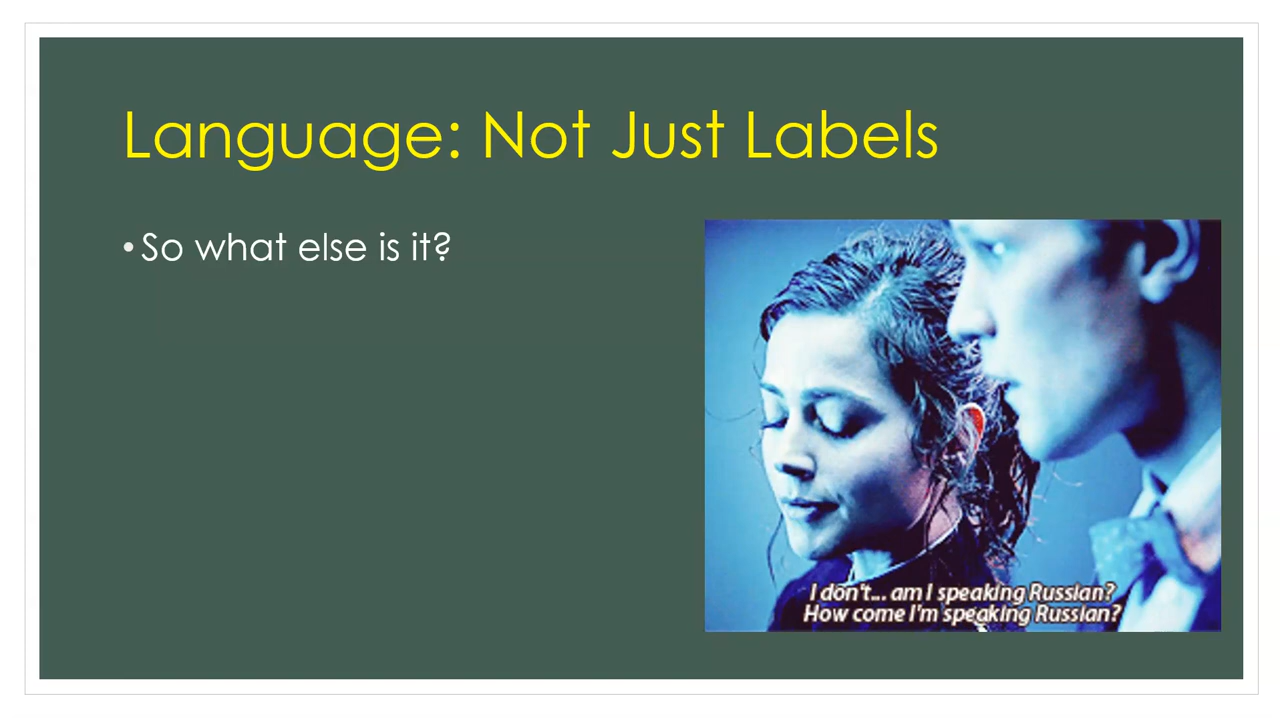 Language: Not Just Labels
• So what else is it?
I don't... am I speaking Russian?
How come I'm speaking Russian?